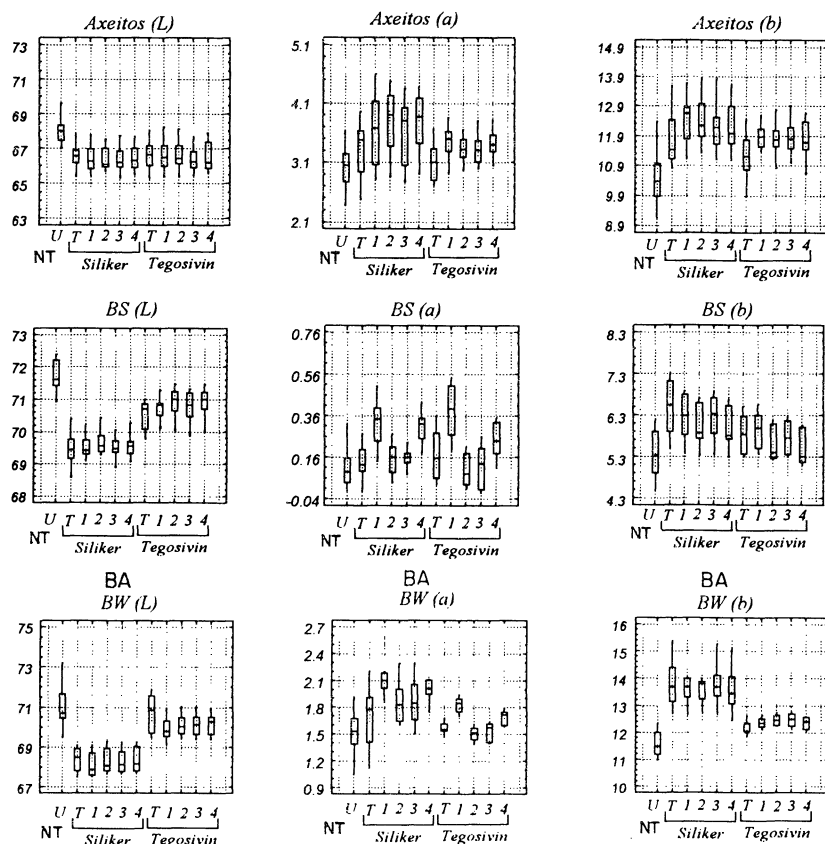 Axeitos (L)
73
71
69
67
65
63
U T 1 2 3 4 T 1 2 3 4
NT Siliker Tegosivin
Axeitos (a)
5.1
4.1
3.1
2.1
U T 1 2 3 4 T 1 2 3 4
NT Siliker Tegosivin
Axeitos (b)
14.9
13.9
12.9
11.9
10.9
9.9
8.9
U T 1 2 3 4 T 1 2 3 4
NT Siliker Tegosivin
BS (L)
73
72
71
70
69
68
U T 1 2 3 4 T 1 2 3 4
NT Siliker Tegosivin
BS (a)
0.76
0.56
0.36
0.16
-0.04
U T 1 2 3 4 T 1 2 3 4
NT Siliker Tegosivin
BS (b)
8.3
7.3
6.3
5.3
4.3
U T 1 2 3 4 T 1 2 3 4
NT Siliker Tegosivin
BA
BW (L)
75
73
71
69
67
U T 1 2 3 4 T 1 2 3 4
NT Siliker Tegosivin
BA
BW (a)
2.7
2.4
2.1
1.8
1.5
1.2
0.9
U T 1 2 3 4 T 1 2 3 4
NT Siliker Tegosivin
BA
BW (b)
16
15
14
13
12
11
10
U T 1 2 3 4 T 1 2 3 4
NT Siliker Tegosivin